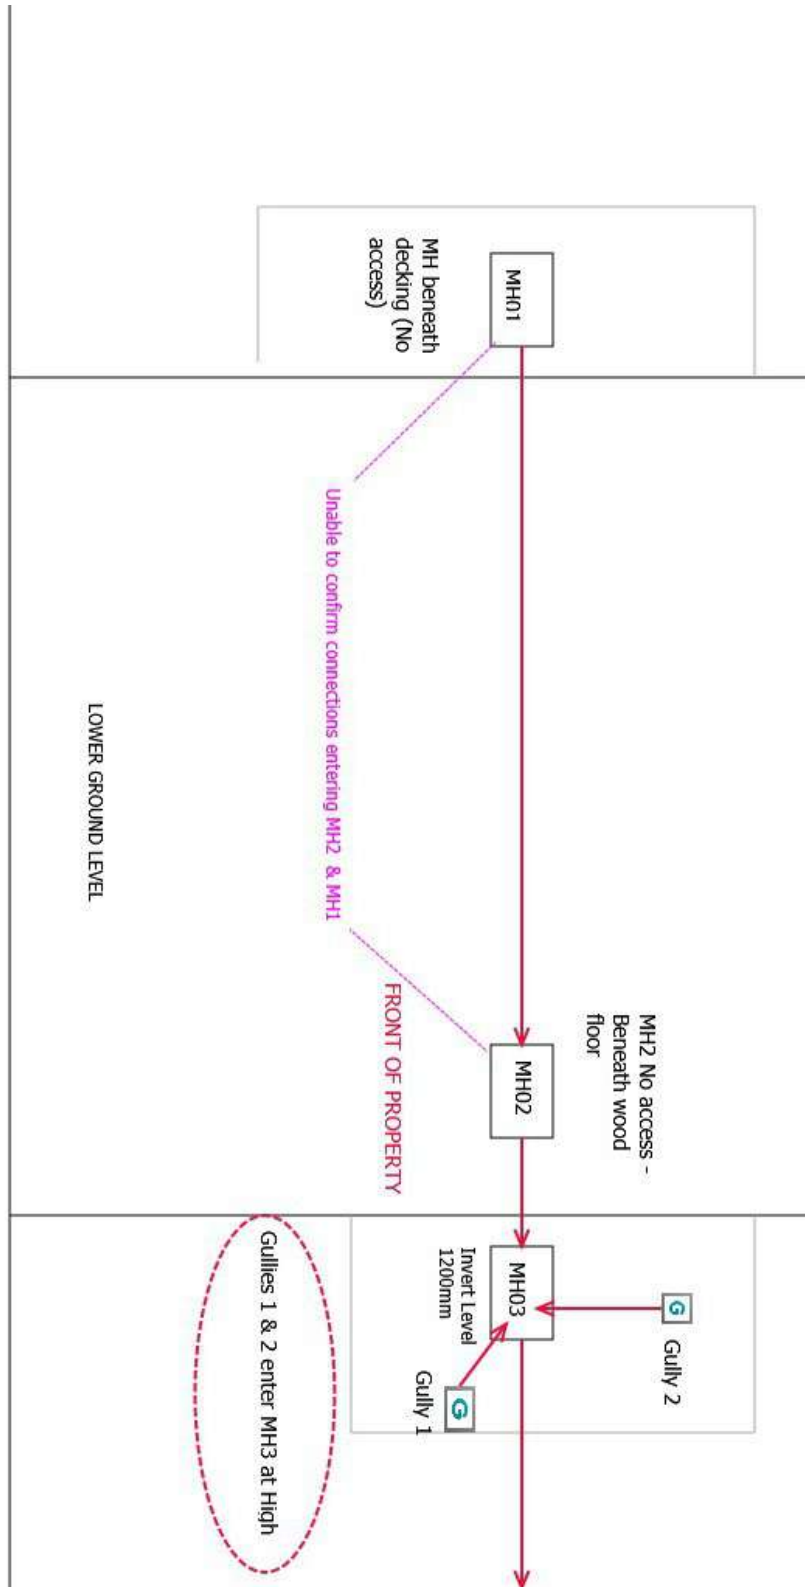 MH01
MH beneath
decking (No
access)
Unable to confirm connections entering MH2 & MH1
LOWER GROUND LEVEL
MH2 No access -
Beneath wood
floor
MH02
FRONT OF PROPERTY
MH03
Invert Level
1200mm
G
Gully 2
G
Gully 1
Gullies 1 & 2 enter MH3 at High